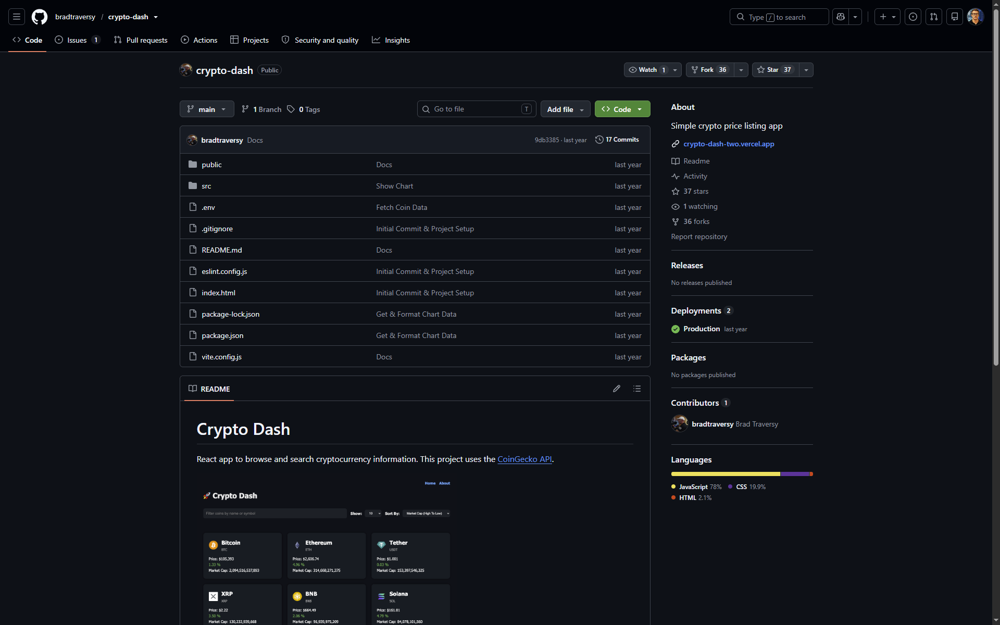 bradtraversy / crypto-dash
Type / to search
Code
Issues 1
Pull requests
Actions
Projects
Security and quality
Insights
crypto-dash Public
Watch 1
Fork 36
Star 37
main
1 Branch
0 Tags
Go to file T
Add file
Code
bradtraversy Docs
9db3385 · last year
17 Commits
public Docs last year
src Show Chart last year
.env Fetch Coin Data last year
.gitignore Initial Commit & Project Setup last year
README.md Docs last year
eslint.config.js Initial Commit & Project Setup last year
index.html Initial Commit & Project Setup last year
package-lock.json Get & Format Chart Data last year
package.json Get & Format Chart Data last year
vite.config.js Docs last year
README
Crypto Dash
React app to browse and search cryptocurrency information. This project uses the CoinGecko API.
Home About
Crypto Dash
Filter coins by name or symbol
Show: 10 Sort By: Market Cap (High To Low)
Bitcoin
BTC
Price: $105,393
1.33 %
Market Cap: 2,094,516,537,893
Ethereum
ETH
Price: $2,606.74
4.96 %
Market Cap: 314,668,271,375
Tether
USDT
Price: $1.001
0.03 %
Market Cap: 153,397,546,325
XRP
XRP
Price: $2.22
3.50 %
Market Cap: 130,232,939,668
BNB
BNB
Price: $664.49
2.06 %
Market Cap: 96,939,975,209
Solana
SOL
Price: $161.01
4.79 %
Market Cap: 84,078,101,560
About
Simple crypto price listing app
crypto-dash-two.vercel.app
Readme
Activity
37 stars
1 watching
36 forks
Report repository
Releases
No releases published
Deployments 2
Production last year
Packages
No packages published
Contributors 1
bradtraversy Brad Traversy
Languages
JavaScript 78%
CSS 19.9%
HTML 2.1%